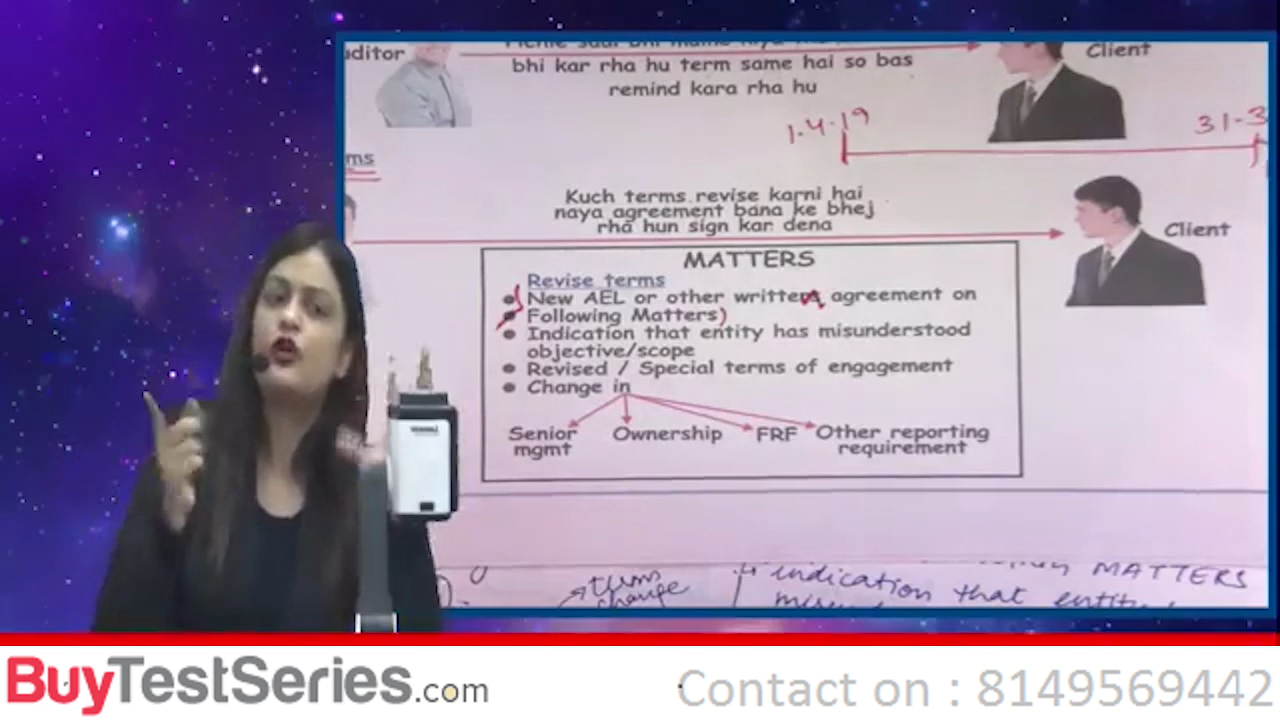 ditor
Client
bhi kar rha hu term same hai so bas
remind kara rha hu
1.4.19
31-3
ms
Kuch terms revise karni hai
naya agreement bana ke bhej
rha hun sign kar dena
Client
MATTERS
Revise terms
New AEL or other written agreement on
Following Matters)
Indication that entity has misunderstood
objective/scope
Revised / Special terms of engagement
Change in
Senior mgmt
Ownership
FRF
Other reporting requirement
terms change
MATTERS
indication that
BuyTestSeries.com
Contact on : 8149569442